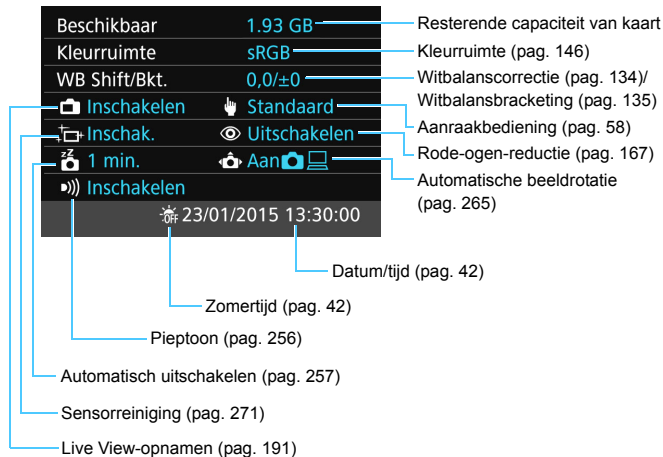 Beschikbaar 1.93 GB
Kleurruimte sRGB
WB Shift/Bkt. 0,0/±0
Inschakelen Standaard
Inschak. Uitschakelen
1 min. Aan
Inschakelen
OFF 23/01/2015 13:30:00
Resterende capaciteit van kaart
Kleurruimte (pag. 146)
Witbalanscorrectie (pag. 134)/
Witbalansbracketing (pag. 135)
Aanraakbediening (pag. 58)
Rode-ogen-reductie (pag. 167)
Automatische beeldrotatie
(pag. 265)
Datum/tijd (pag. 42)
Zomertijd (pag. 42)
Pieptoon (pag. 256)
Automatisch uitschakelen (pag. 257)
Sensorreiniging (pag. 271)
Live View-opnamen (pag. 191)